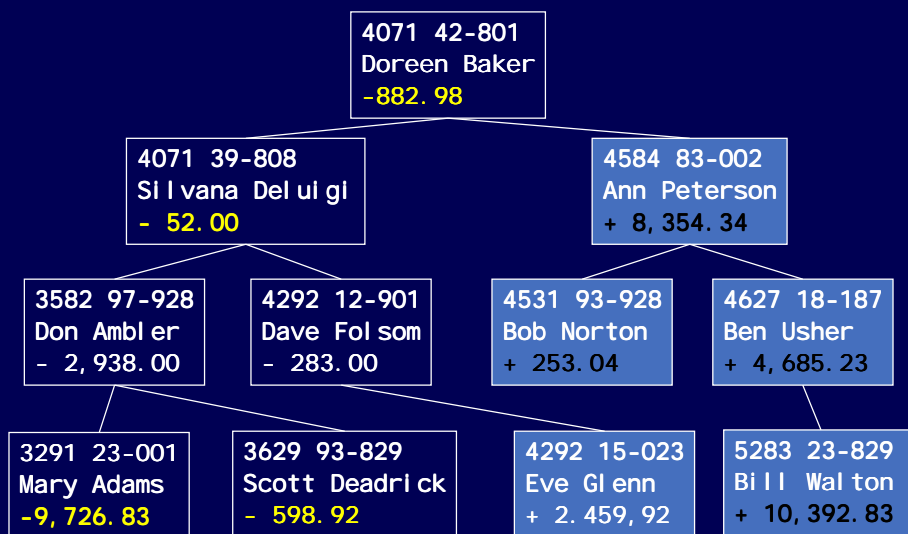 4071 42-801
Doreen Baker
-882.98
4071 39-808
Silvana Deluigi
- 52.00
4584 83-002
Ann Peterson
+ 8,354.34
3582 97-928
Don Ambler
- 2,938.00
4292 12-901
Dave Folsom
- 283.00
4531 93-928
Bob Norton
+ 253.04
4627 18-187
Ben Usher
+ 4,685.23
3291 23-001
Mary Adams
-9,726.83
3629 93-829
Scott Deadrick
- 598.92
4292 15-023
Eve Glenn
+ 2.459,92
5283 23-829
Bill Walton
+ 10,392.83